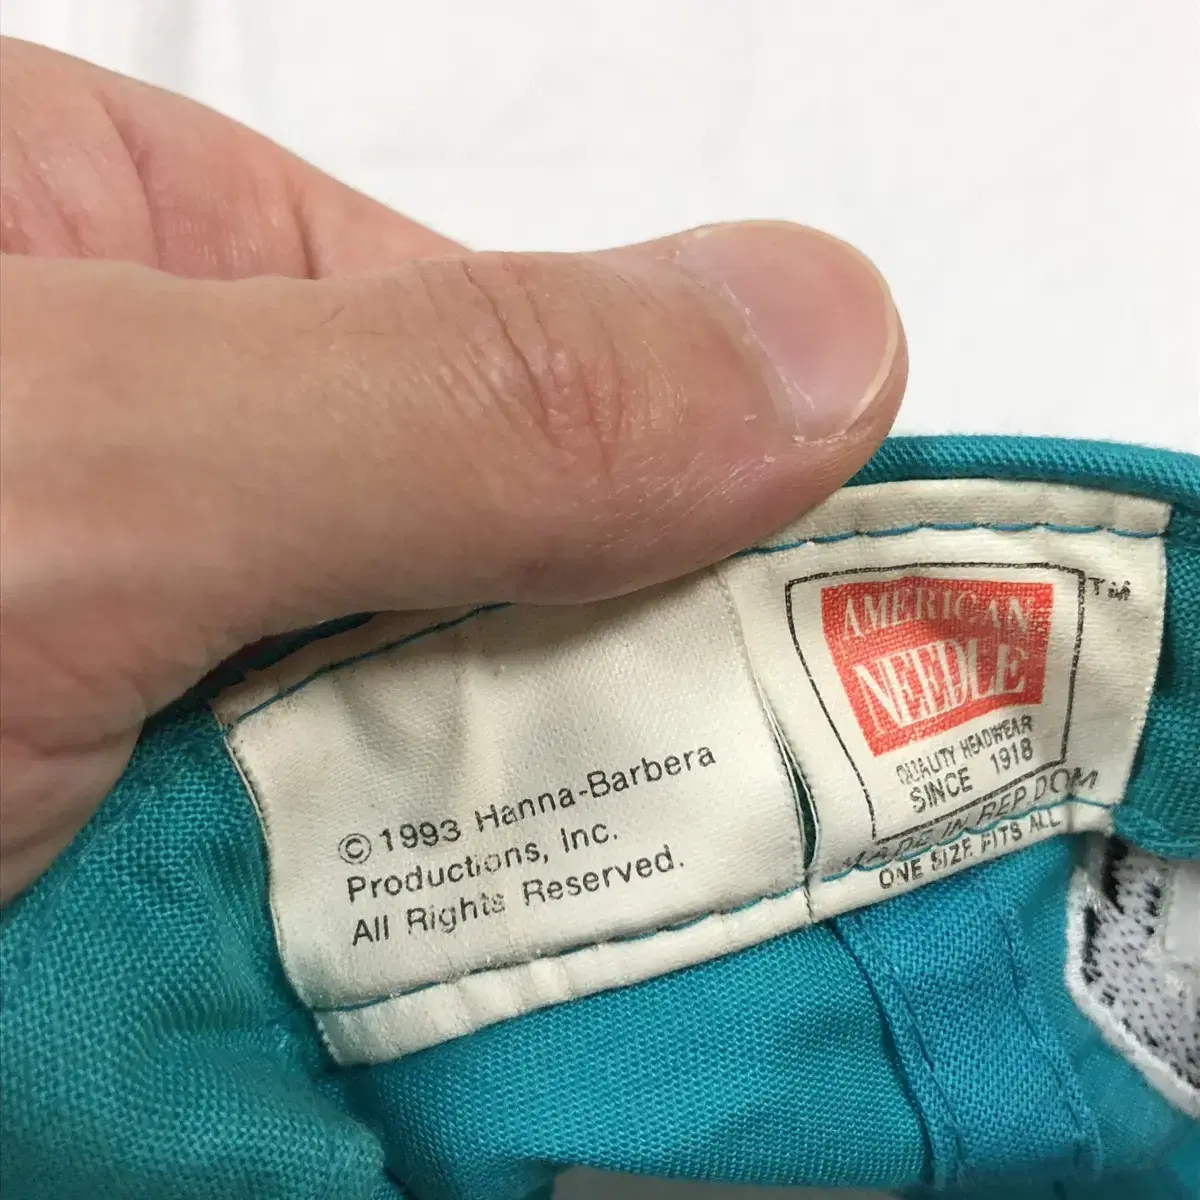 © 1993 Hanna-Barbera
Productions, Inc.
All Rights Reserved.
AMERICAN
NEEDLE
TM
QUALITY HEADWEAR
SINCE 1918
MADE IN REP DOM
ONE SIZE FITS ALL